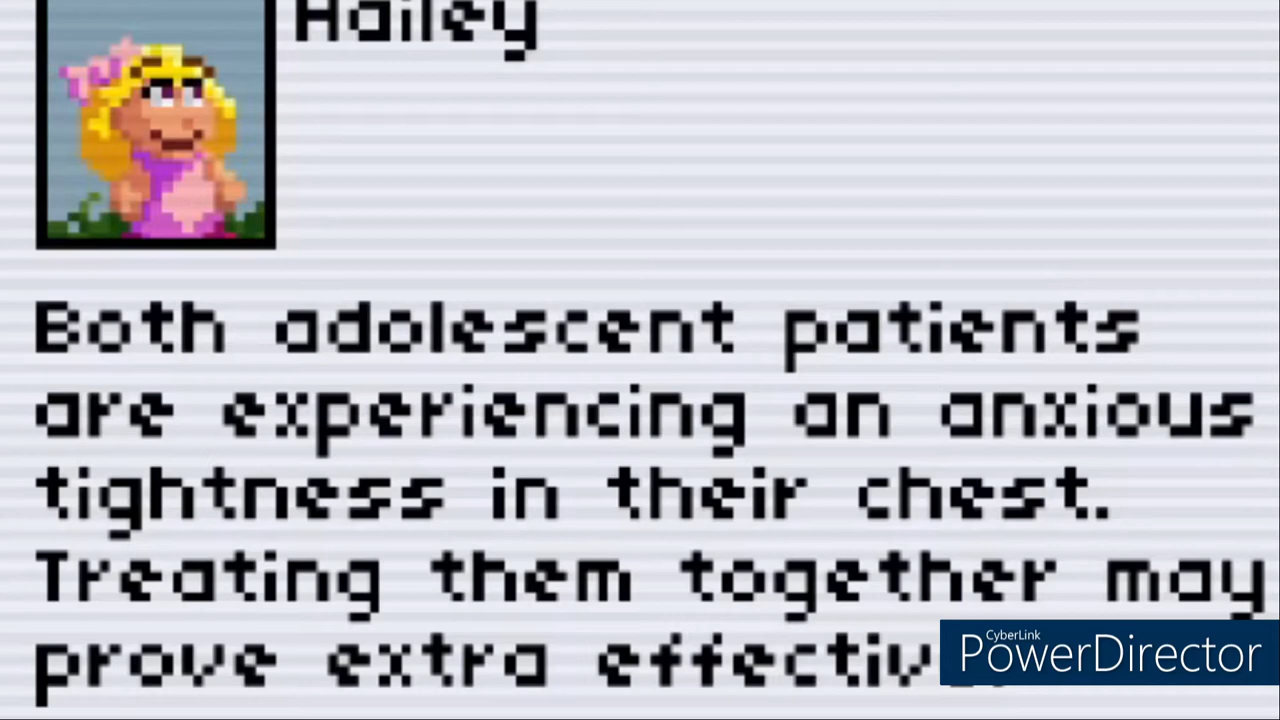 Hailey
Both adolescent patients
are experiencing an anxious
tightness in their chest.
Treating them together may
prove extra
CyberLink
PowerDirector